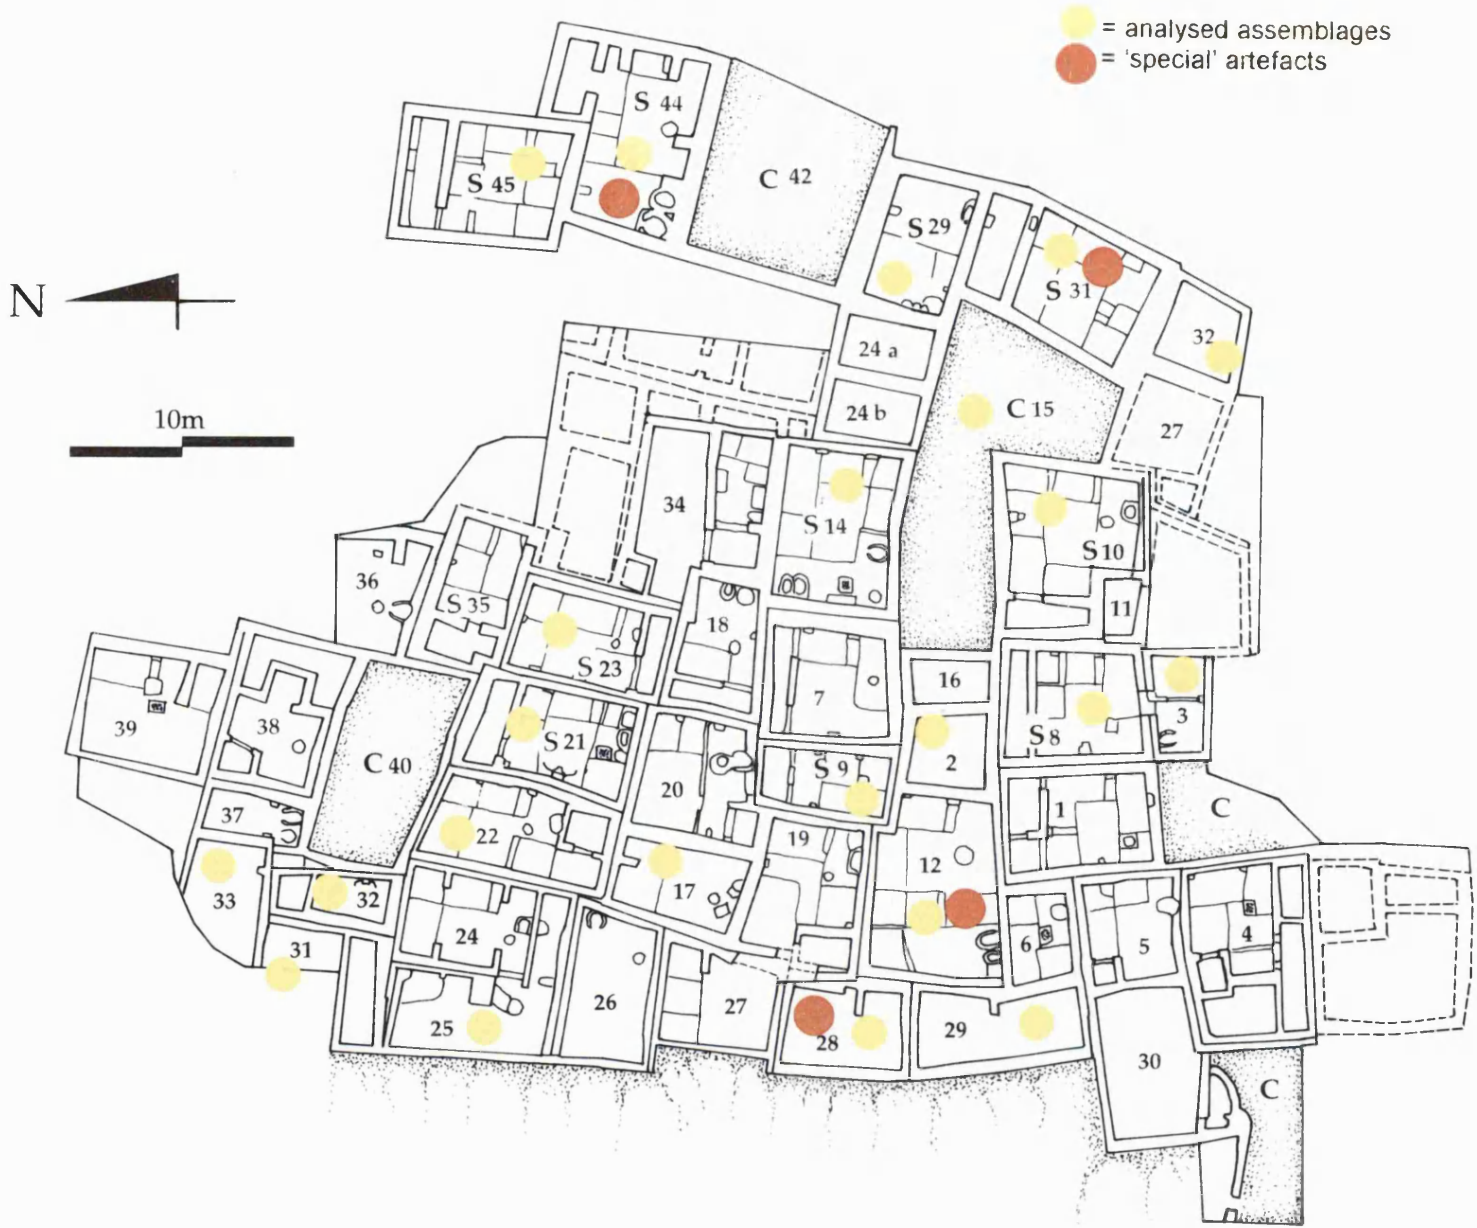 = analysed assemblages
= 'special' artefacts
S 44
C 42
S 45
S 29
S 31
N
32
24 a
10m
24 b
C 15
27
34
S 14
S 10
36
S 35
11
18
S 23
16
7
3
39
38
S 21
S 8
C 40
2
S 9
20
37
22
1
C
19
12
17
33
32
24
6
5
4
31
25
26
27
28
29
30
C